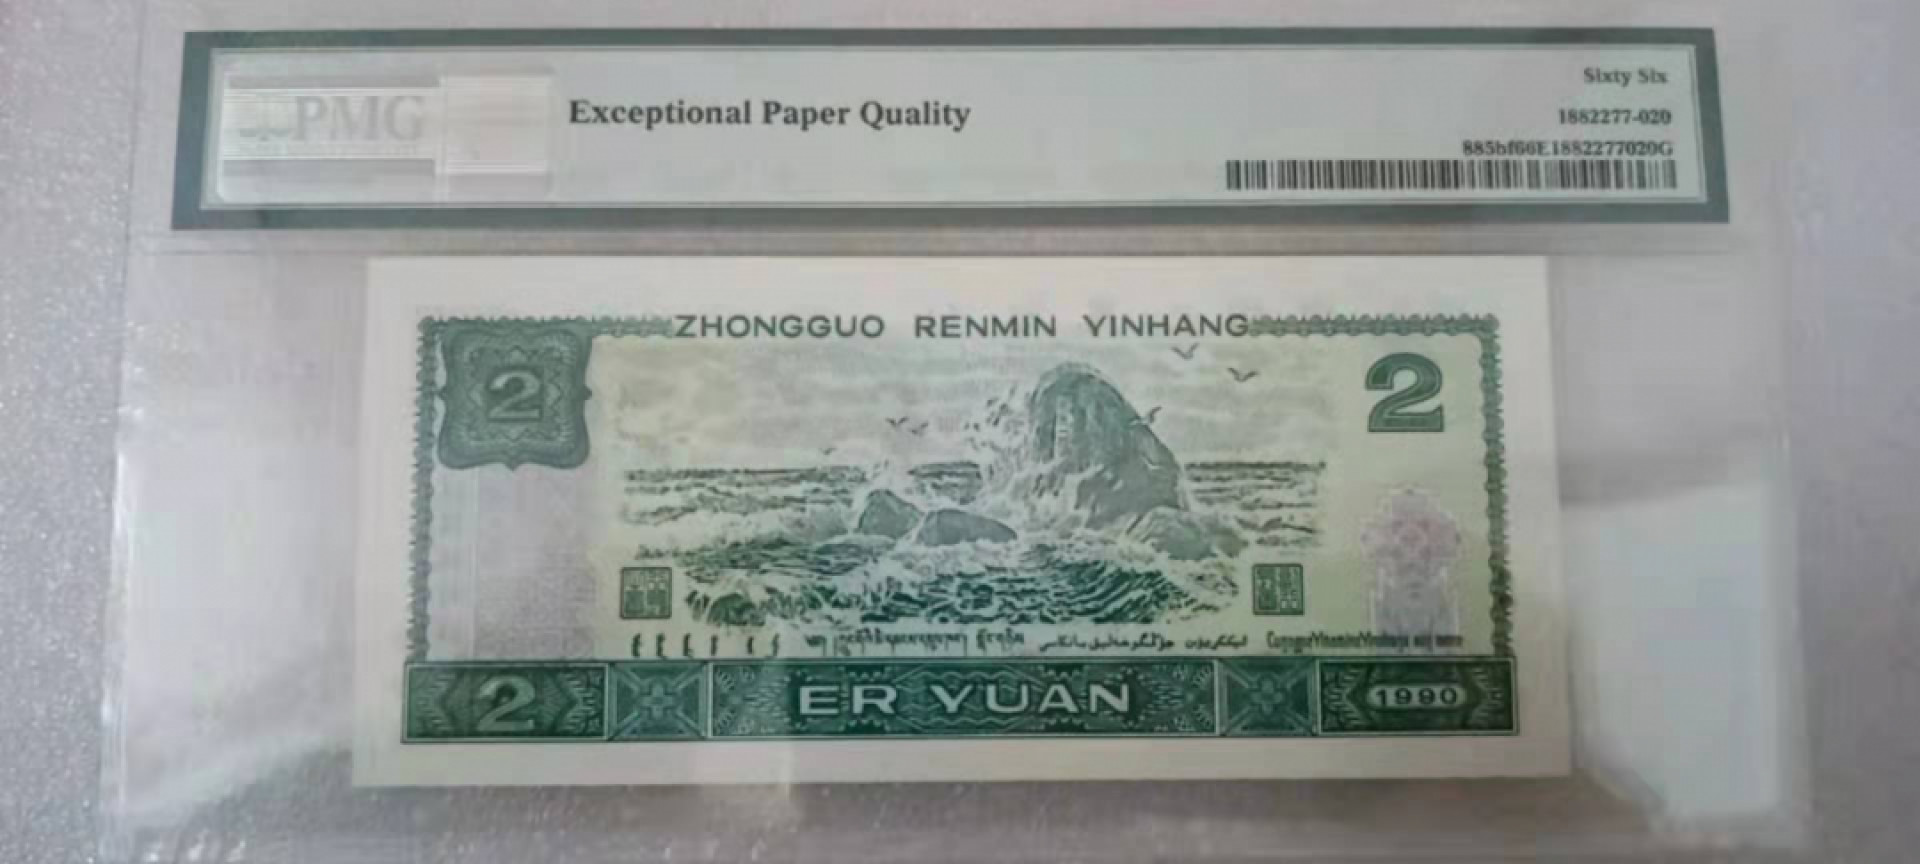 PMG
Exceptional Paper Quality
Sixty Six
1882277-020
885bf66E1882277020G
ZHONGGUO RENMIN YINHANG
2
2
2
ER YUAN
1990